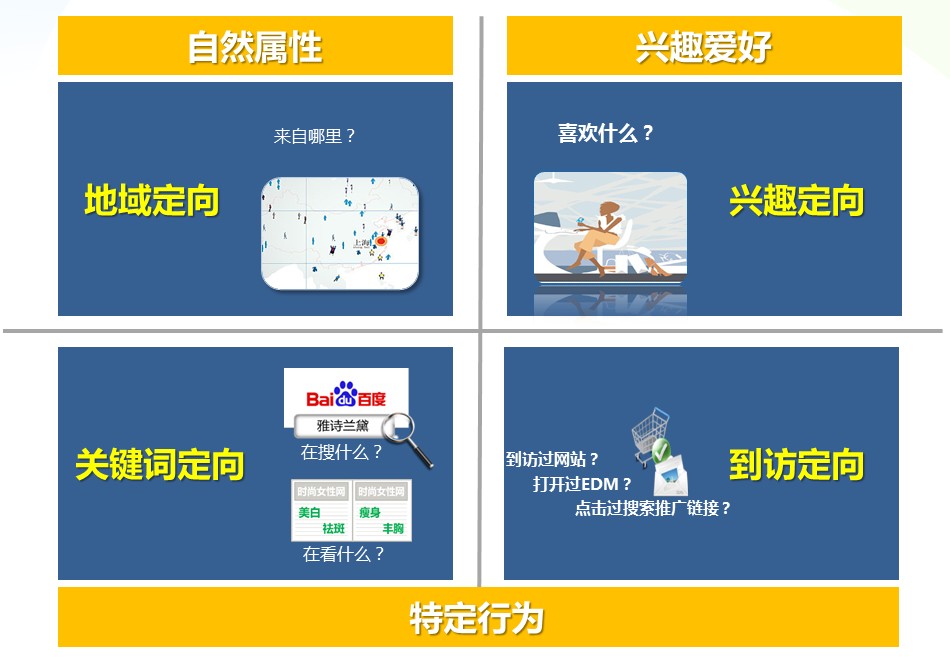 自然属性
兴趣爱好
来自哪里？
地域定向
上海
喜欢什么？
兴趣定向
关键词定向
Baidu百度
雅诗兰黛
在搜什么？
时尚女性网
时尚女性网
美白
祛斑
瘦身
丰胸
在看什么？
到访过网站？
打开过EDM？
点击过搜索推广链接？
到访定向
特定行为